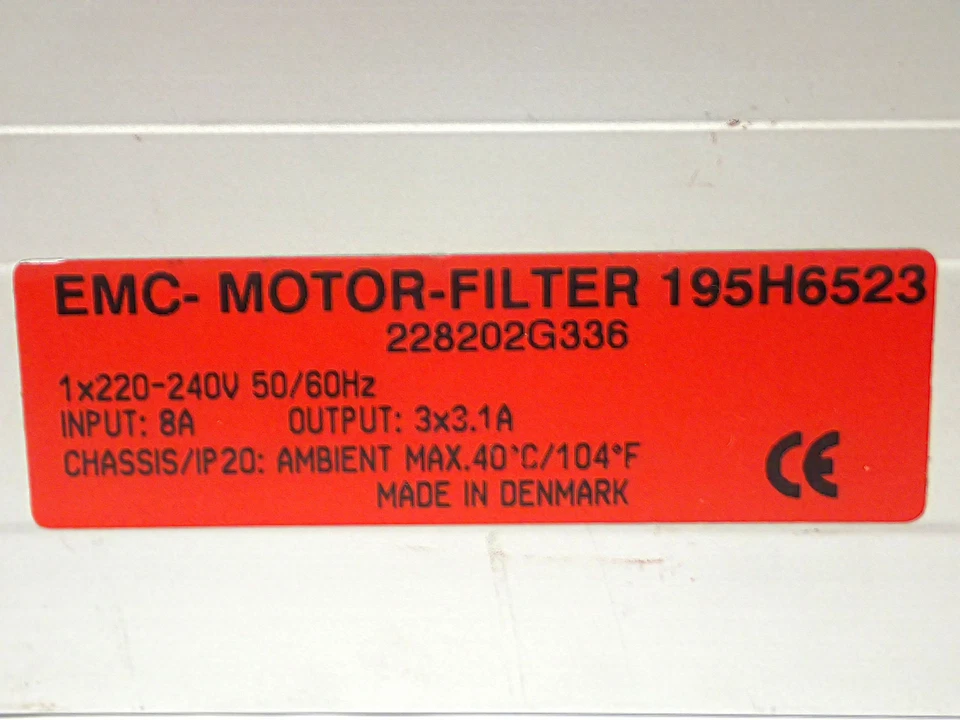 EMC- MOTOR-FILTER 195H6523
228202G336
1x220-240V 50/60Hz
INPUT: 8A OUTPUT: 3x3.1A
CHASSIS/IP20: AMBIENT MAX.40°C/104°F
MADE IN DENMARK
CE